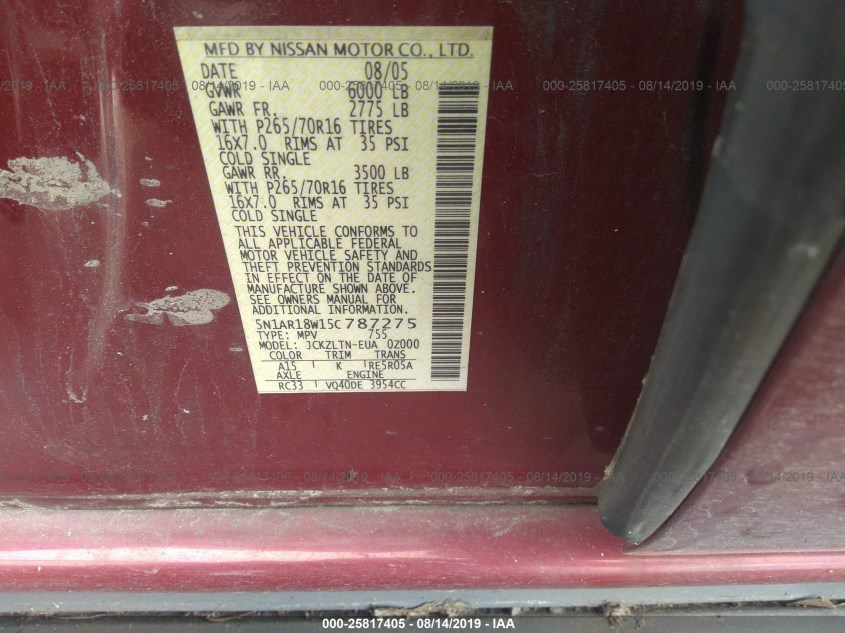 MFD BY NISSAN MOTOR CO., LTD.
DATE 08/05
GVWR 6000 LB
GAWR FR. 2775 LB
WITH P265/70R16 TIRES
16X7.0 RIMS AT 35 PSI
COLD SINGLE
GAWR RR. 3500 LB
WITH P265/70R16 TIRES
16X7.0 RIMS AT 35 PSI
COLD SINGLE
THIS VEHICLE CONFORMS TO
ALL APPLICABLE FEDERAL
MOTOR VEHICLE SAFETY AND
THEFT PREVENTION STANDARDS
IN EFFECT ON THE DATE OF
MANUFACTURE SHOWN ABOVE.
SEE OWNERS MANUAL FOR
ADDITIONAL INFORMATION.
5N1AR18W15C787275
TYPE: MPV 755
MODEL: JCKZLTN-EUA 0Z000
COLOR TRIM TRANS
A15 K RE5R05A
AXLE ENGINE
RC33 VQ40DE 3954CC
000-25817405 - 08/14/2019 - IAA